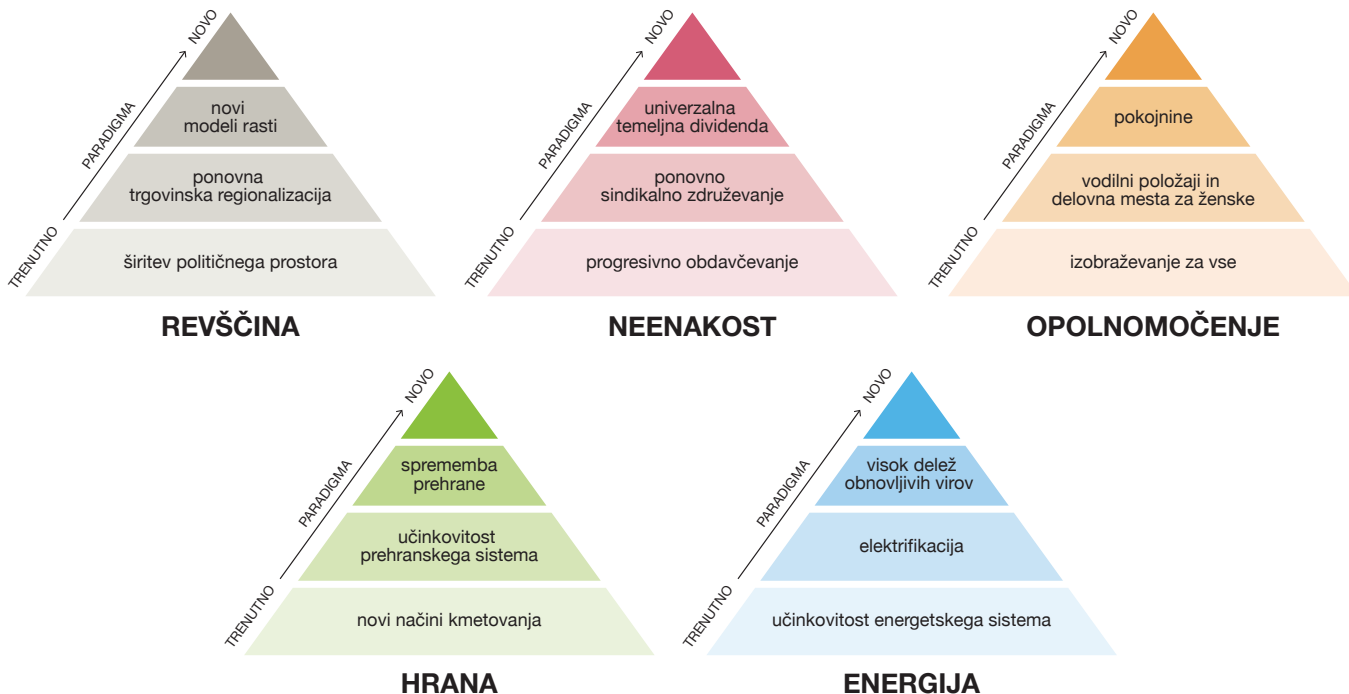 NOVO
PARADIGMA
TRENUTNO
novi
modeli rasti
ponovna
trgovinska regionalizacija
širitev političnega prostora
REVŠČINA
NOVO
PARADIGMA
TRENUTNO
univerzalna
temeljna dividenda
ponovno
sindikalno združevanje
progresivno obdavčevanje
NEENAKOST
NOVO
PARADIGMA
TRENUTNO
pokojnine
vodilni položaji in
delovna mesta za ženske
izobraževanje za vse
OPOLNOMOČENJE
NOVO
PARADIGMA
TRENUTNO
sprememba
prehrane
učinkovitost
prehranskega sistema
novi načini kmetovanja
HRANA
NOVO
PARADIGMA
TRENUTNO
visok delež
obnovljivih virov
elektrifikacija
učinkovitost energetskega sistema
ENERGIJA